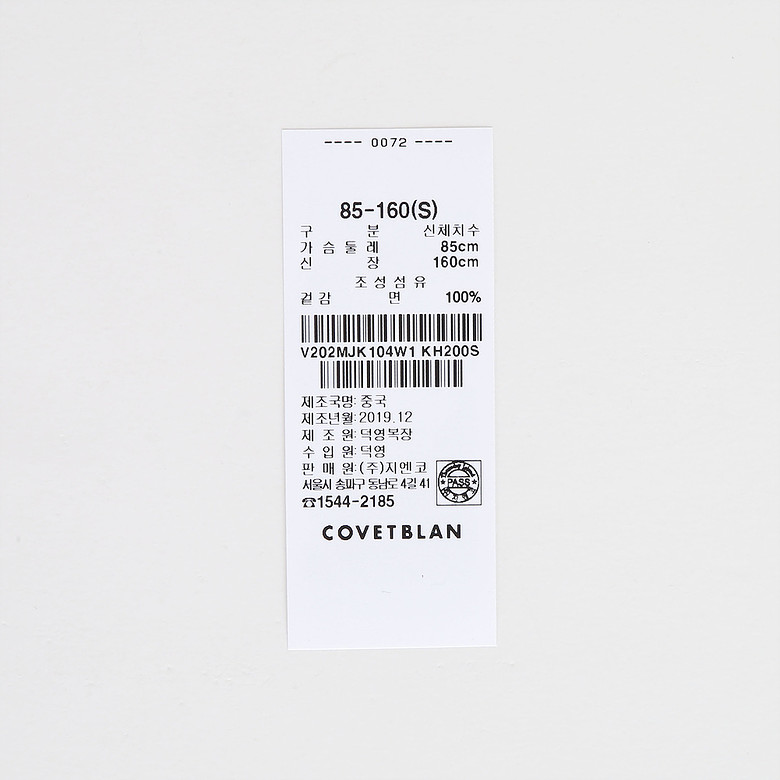 ---- 0072 ----
85-160(S)
구 분 신체치수
가 슴 둘 레 85cm
신 장 160cm
조 성 섬 유
겉감 면 100%
V202MJK104W1 KH200S
제조국명: 중국
제조년월: 2019.12
제 조 원: 덕영복장
수 입 원: 덕영
판 매 원: (주)지엔코
서울시 송파구 동남로 4길 41
PASS
☎1544-2185
COVETBLAN